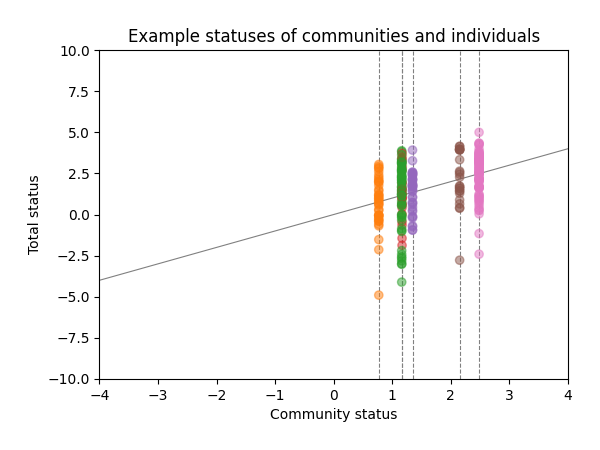 Example statuses of communities and individuals
10.0
7.5
5.0
2.5
0.0
−2.5
−5.0
−7.5
−10.0
Total status
−4 −3 −2 −1 0 1 2 3 4
Community status